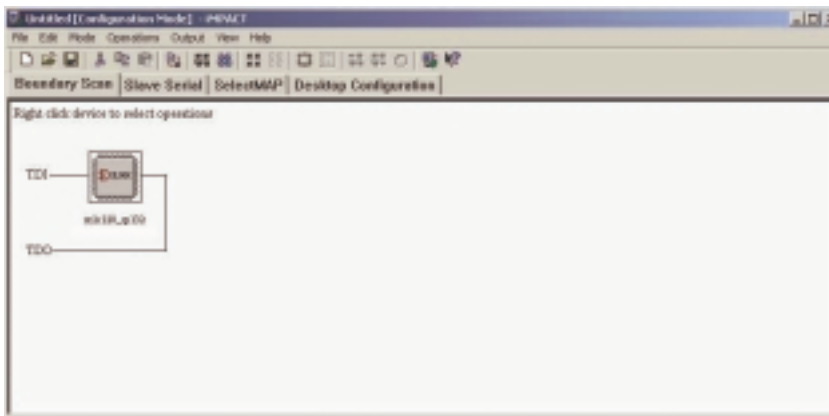 Untitled [Configuration Mode] - iMPACT
File Edit Mode Operations Output View Help
Boundary Scan Slave Serial SelectMAP Desktop Configuration
Right click device to select operations
TDI
TDO